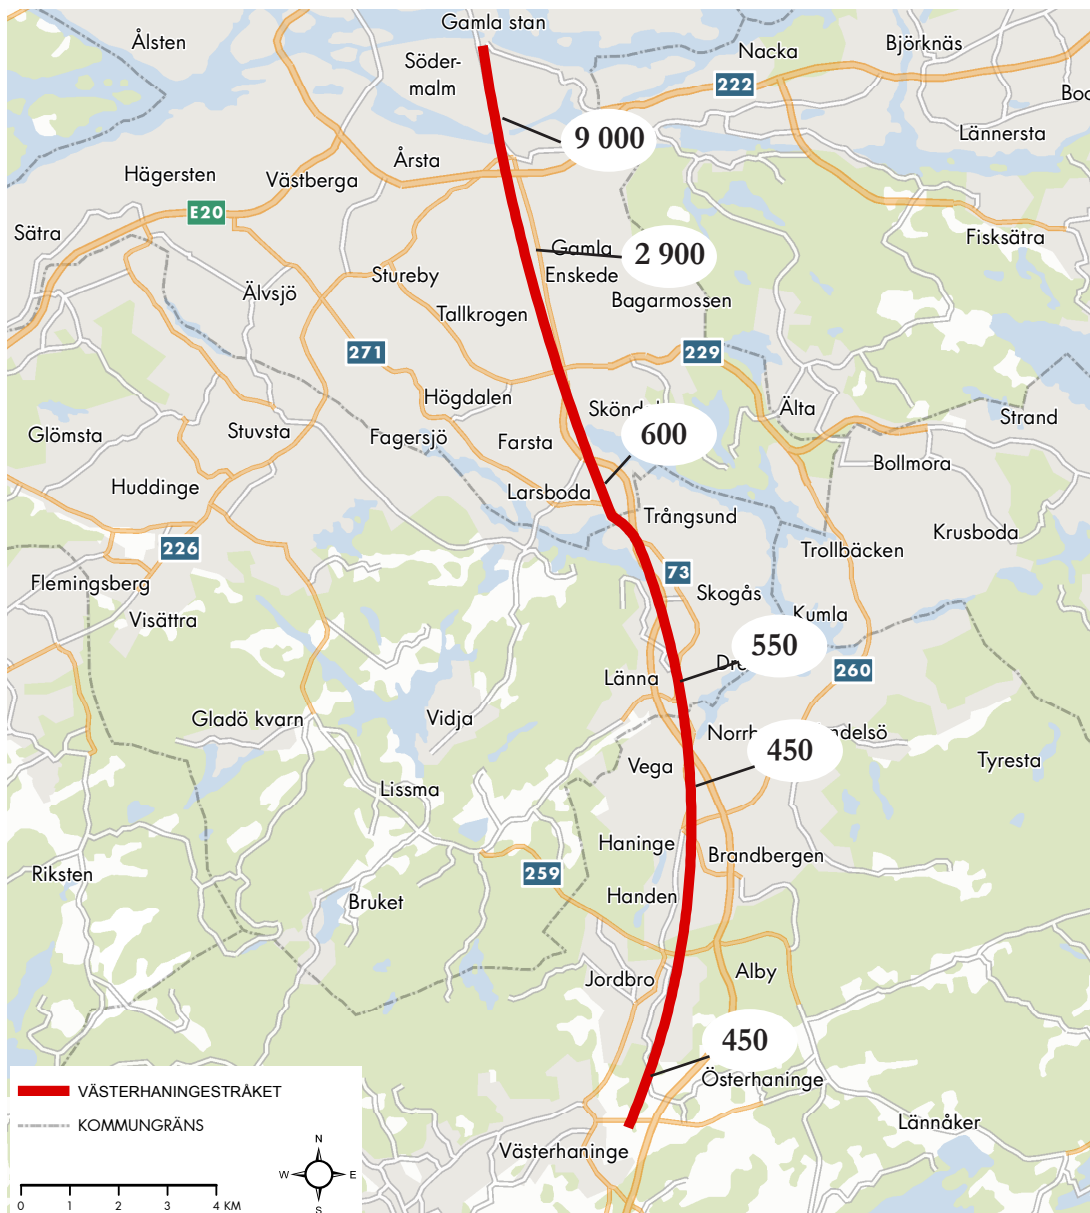 Gamla stan
Ålsten
Söder-
malm
Nacka
Björknäs
222
9 000
Lännersta
Årsta
Hägersten
Västberga
E20
Sätra
Fisksätra
Gamla
Enskede
2 900
Stureby
Älvsjö
Bagarmossen
Tallkrogen
271
229
Högdalen
Älta
Strand
Glömsta
Stuvsta
Fagersjö
Farsta
600
Bollmora
Huddinge
Larsboda
Trångsund
Krusboda
226
Trollbäcken
73
Flemingsberg
Skogås
Visättra
Kumla
550
Länna
260
Gladö kvarn
Vidja
450
Vega
Tyresta
Lissma
Haninge
Brandbergen
Riksten
259
Bruket
Handen
Jordbro
Alby
450
Österhaninge
VÄSTERHANINGESTRÅKET
KOMMUNGRÄNS
Lännåker
Västerhaninge
N
W E
S
0 1 2 3 4 KM